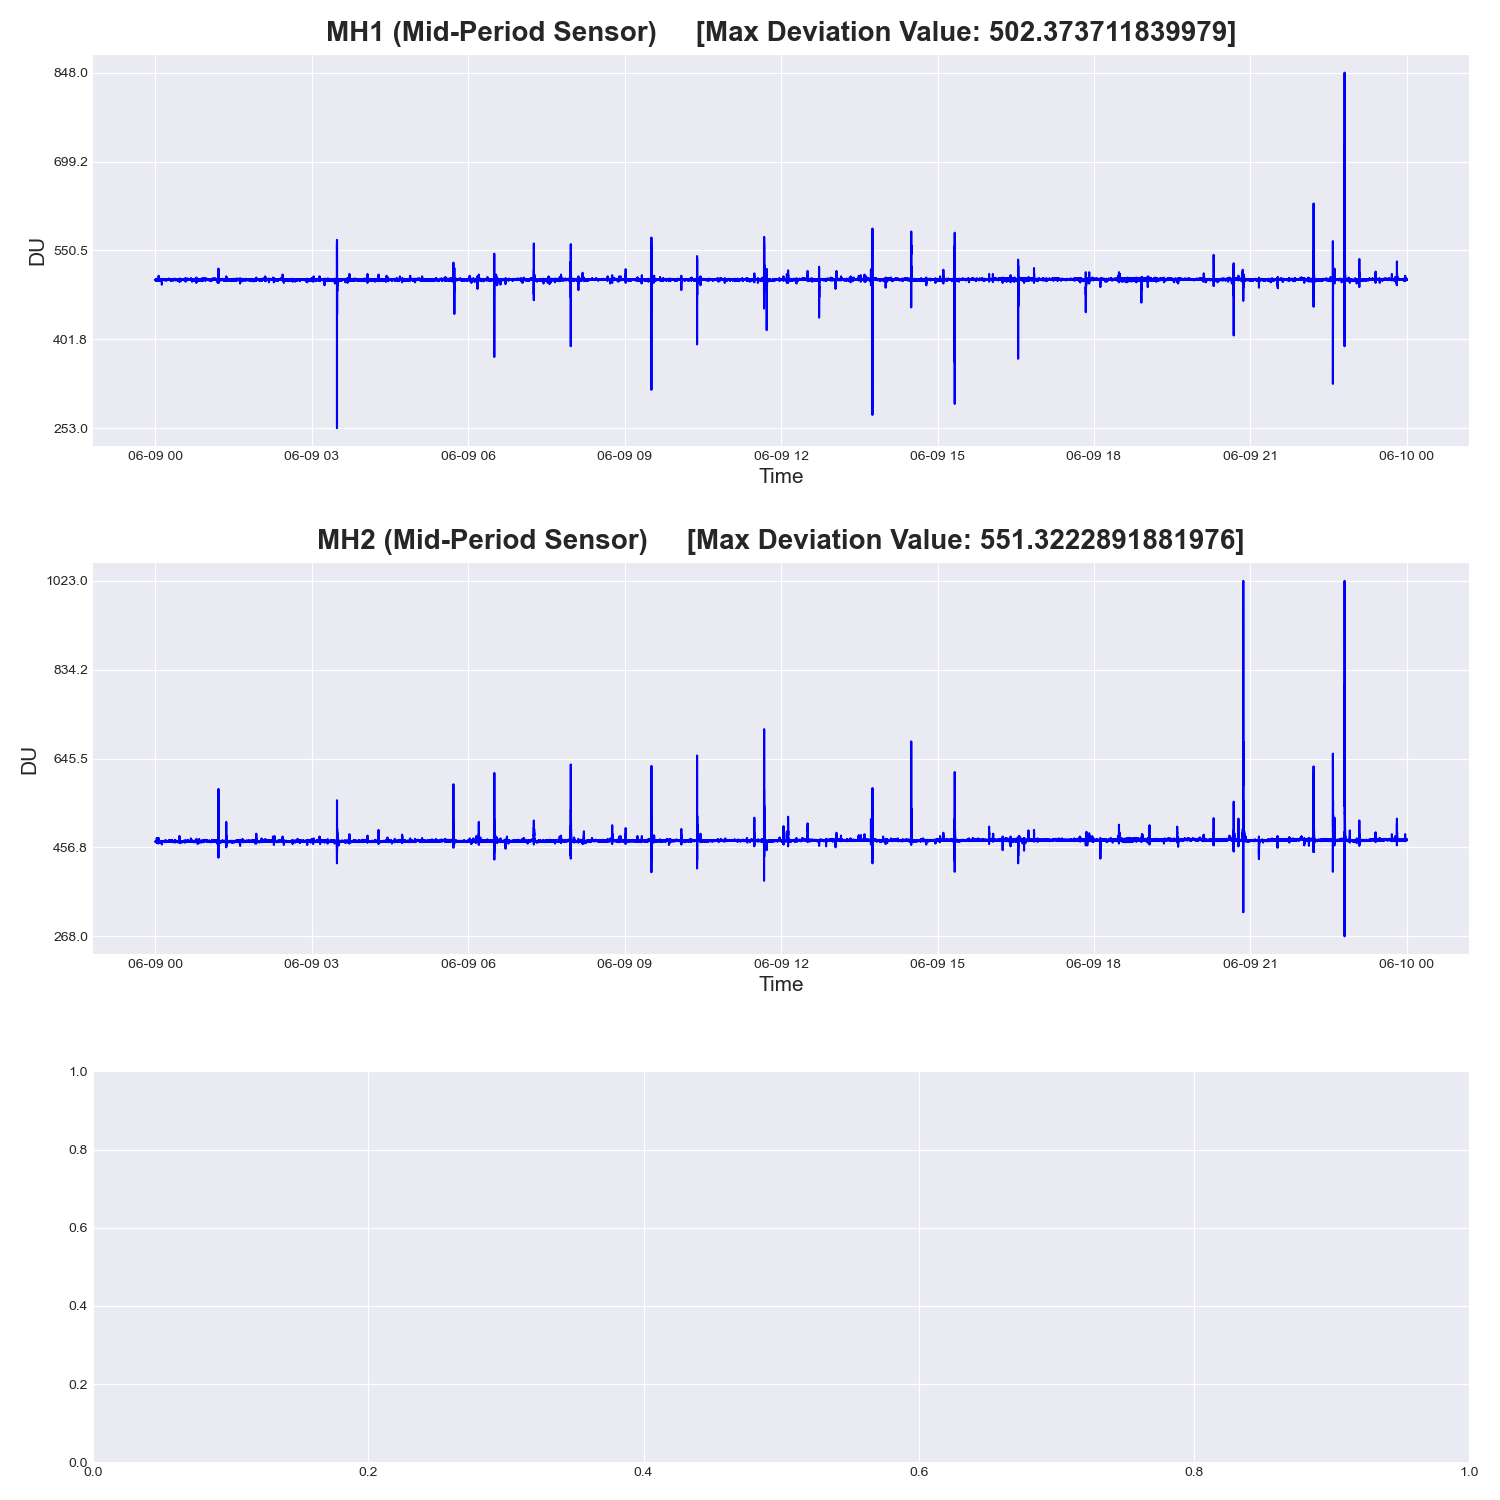 MH1 (Mid-Period Sensor) [Max Deviation Value: 502.373711839979]
848.0
699.2
550.5
401.8
253.0
DU
06-09 00 06-09 03 06-09 06 06-09 09 06-09 12 06-09 15 06-09 18 06-09 21 06-10 00
Time
MH2 (Mid-Period Sensor) [Max Deviation Value: 551.3222891881976]
1023.0
834.2
645.5
456.8
268.0
DU
06-09 00 06-09 03 06-09 06 06-09 09 06-09 12 06-09 15 06-09 18 06-09 21 06-10 00
Time
1.0
0.8
0.6
0.4
0.2
0.0
0.0 0.2 0.4 0.6 0.8 1.0